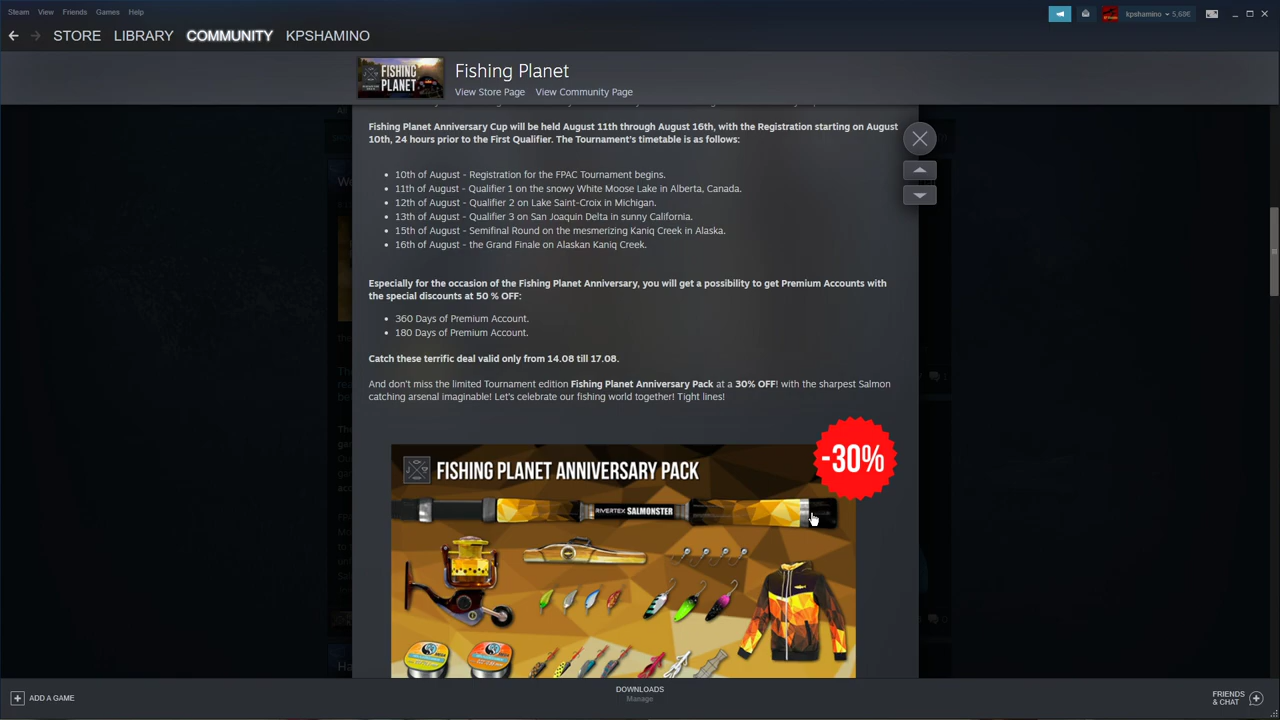 Steam View Friends Games Help
kpshamino 5,68€
STORE LIBRARY COMMUNITY KPSHAMINO
FISHING PLANET
Fishing Planet
View Store Page View Community Page
Fishing Planet Anniversary Cup will be held August 11th through August 16th, with the Registration starting on August
10th, 24 hours prior to the First Qualifier. The Tournament's timetable is as follows:
• 10th of August - Registration for the FPAC Tournament begins.
• 11th of August - Qualifier 1 on the snowy White Moose Lake in Alberta, Canada.
• 12th of August - Qualifier 2 on Lake Saint-Croix in Michigan.
• 13th of August - Qualifier 3 on San Joaquin Delta in sunny California.
• 15th of August - Semifinal Round on the mesmerizing Kaniq Creek in Alaska.
• 16th of August - the Grand Finale on Alaskan Kaniq Creek.
Especially for the occasion of the Fishing Planet Anniversary, you will get a possibility to get Premium Accounts with
the special discounts at 50 % OFF:
• 360 Days of Premium Account.
• 180 Days of Premium Account.
Catch these terrific deal valid only from 14.08 till 17.08.
And don't miss the limited Tournament edition Fishing Planet Anniversary Pack at a 30% OFF! with the sharpest Salmon
catching arsenal imaginable! Let's celebrate our fishing world together! Tight lines!
-30%
FISHING PLANET ANNIVERSARY PACK
RIVERTEX SALMONSTER
ADD A GAME
DOWNLOADS
Manage
FRIENDS
& CHAT